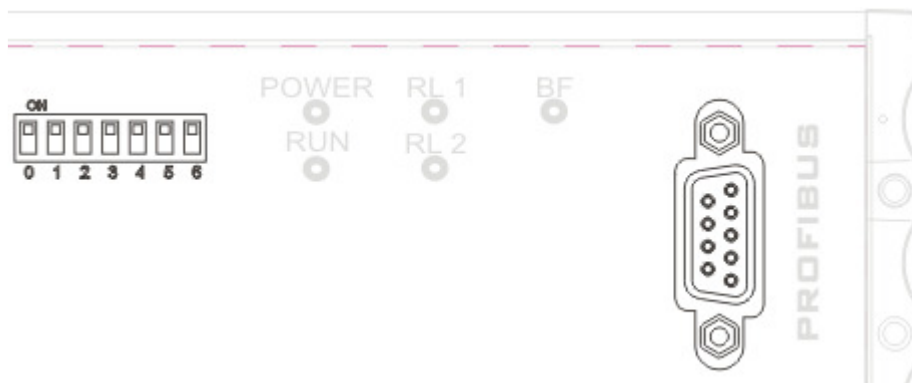 ON
0 1 2 3 4 5 6
POWER RL 1 BF
RUN RL 2
PROFIBUS